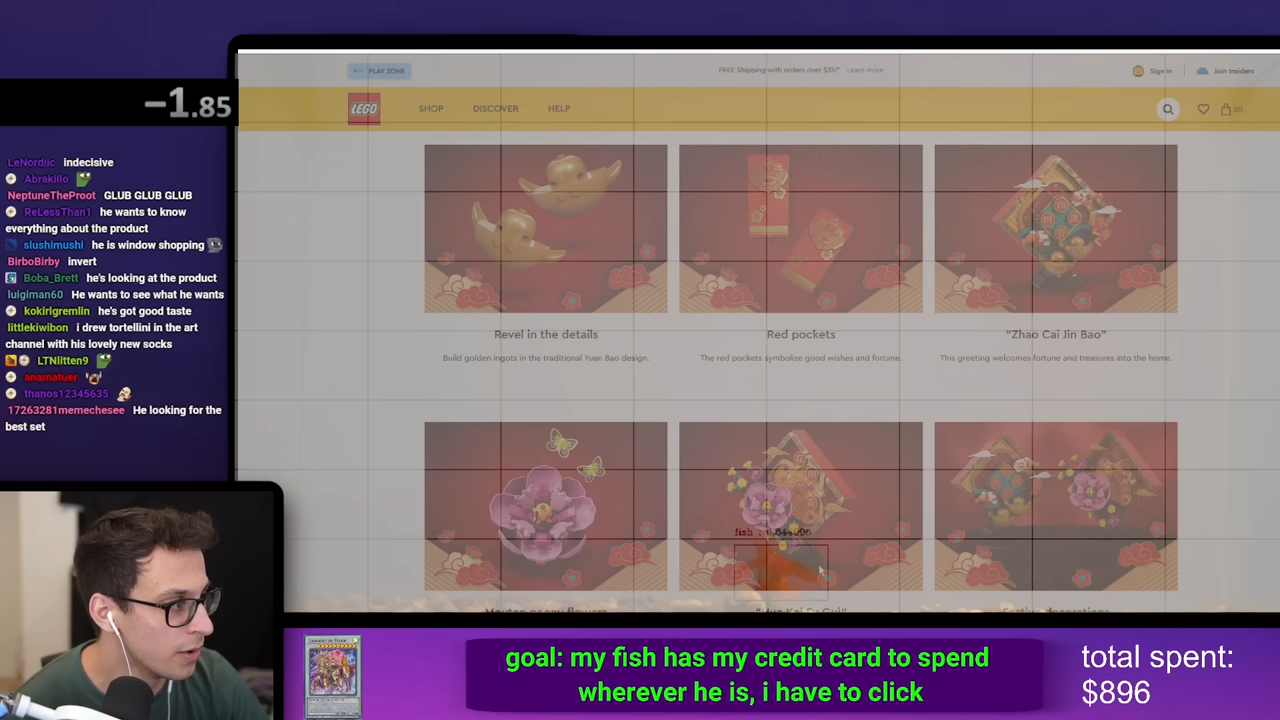 PLAY ZONE
FREE Shipping with orders over $35!* Learn more
Sign In
Join Insiders
LEGO
SHOP
DISCOVER
HELP
(0)
−1.85
LeNordiic indecisive
Abrakillo
NeptuneTheProot GLUB GLUB GLUB
ReLessThan1 he wants to know
everything about the product
slushimushi he is window shopping
BirboBirby invert
Boba_Brett he's looking at the product
luigiman60 He wants to see what he wants
kokirigremlin he's got good taste
littlekiwibon i drew tortellini in the art
channel with his lovely new socks
LTNlitten9
anamatuer
thanos12345635
17263281memechesee He looking for the
best set
Revel in the details
Build golden ingots in the traditional Yuan Bao design.
Red pockets
The red pockets symbolize good wishes and fortune.
"Zhao Cai Jin Bao"
This greeting welcomes fortune and treasures into the home.
fish :
Festive decorations
goal: my fish has my credit card to spend
wherever he is, i have to click
total spent:
$896